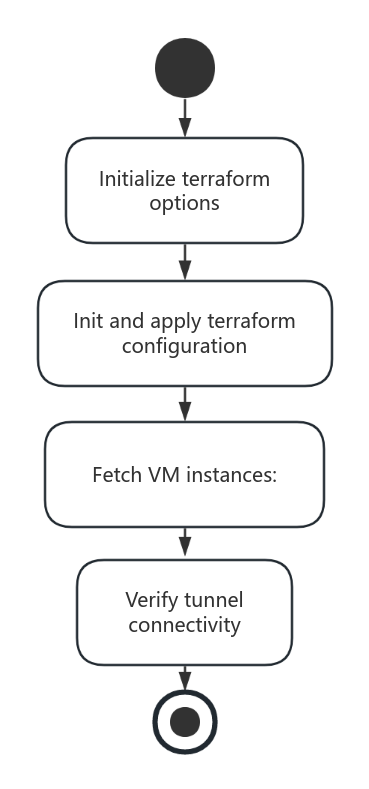 Initialize terraform
options
Init and apply terraform
configuration
Fetch VM instances:
Verify tunnel
connectivity